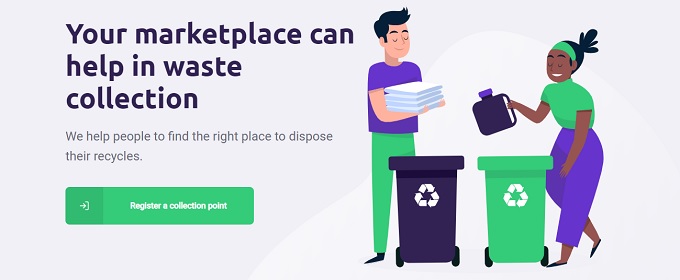 Your marketplace can
help in waste
collection
We help people to find the right place to dispose
their recycles.
Register a collection point